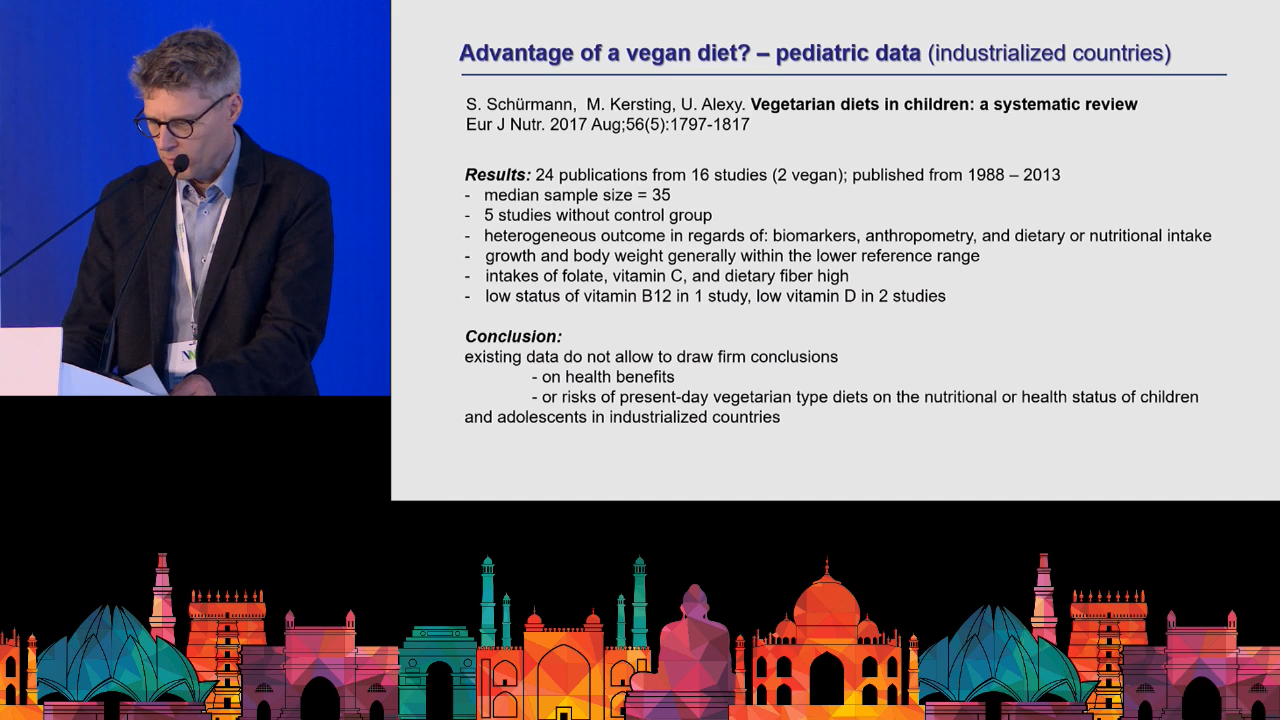 Advantage of a vegan diet? – pediatric data (industrialized countries)
S. Schürmann, M. Kersting, U. Alexy. Vegetarian diets in children: a systematic review
Eur J Nutr. 2017 Aug;56(5):1797-1817
Results: 24 publications from 16 studies (2 vegan); published from 1988 – 2013
- median sample size = 35
- 5 studies without control group
- heterogeneous outcome in regards of: biomarkers, anthropometry, and dietary or nutritional intake
- growth and body weight generally within the lower reference range
- intakes of folate, vitamin C, and dietary fiber high
- low status of vitamin B12 in 1 study, low vitamin D in 2 studies
Conclusion:
existing data do not allow to draw firm conclusions
- on health benefits
- or risks of present-day vegetarian type diets on the nutritional or health status of children
and adolescents in industrialized countries